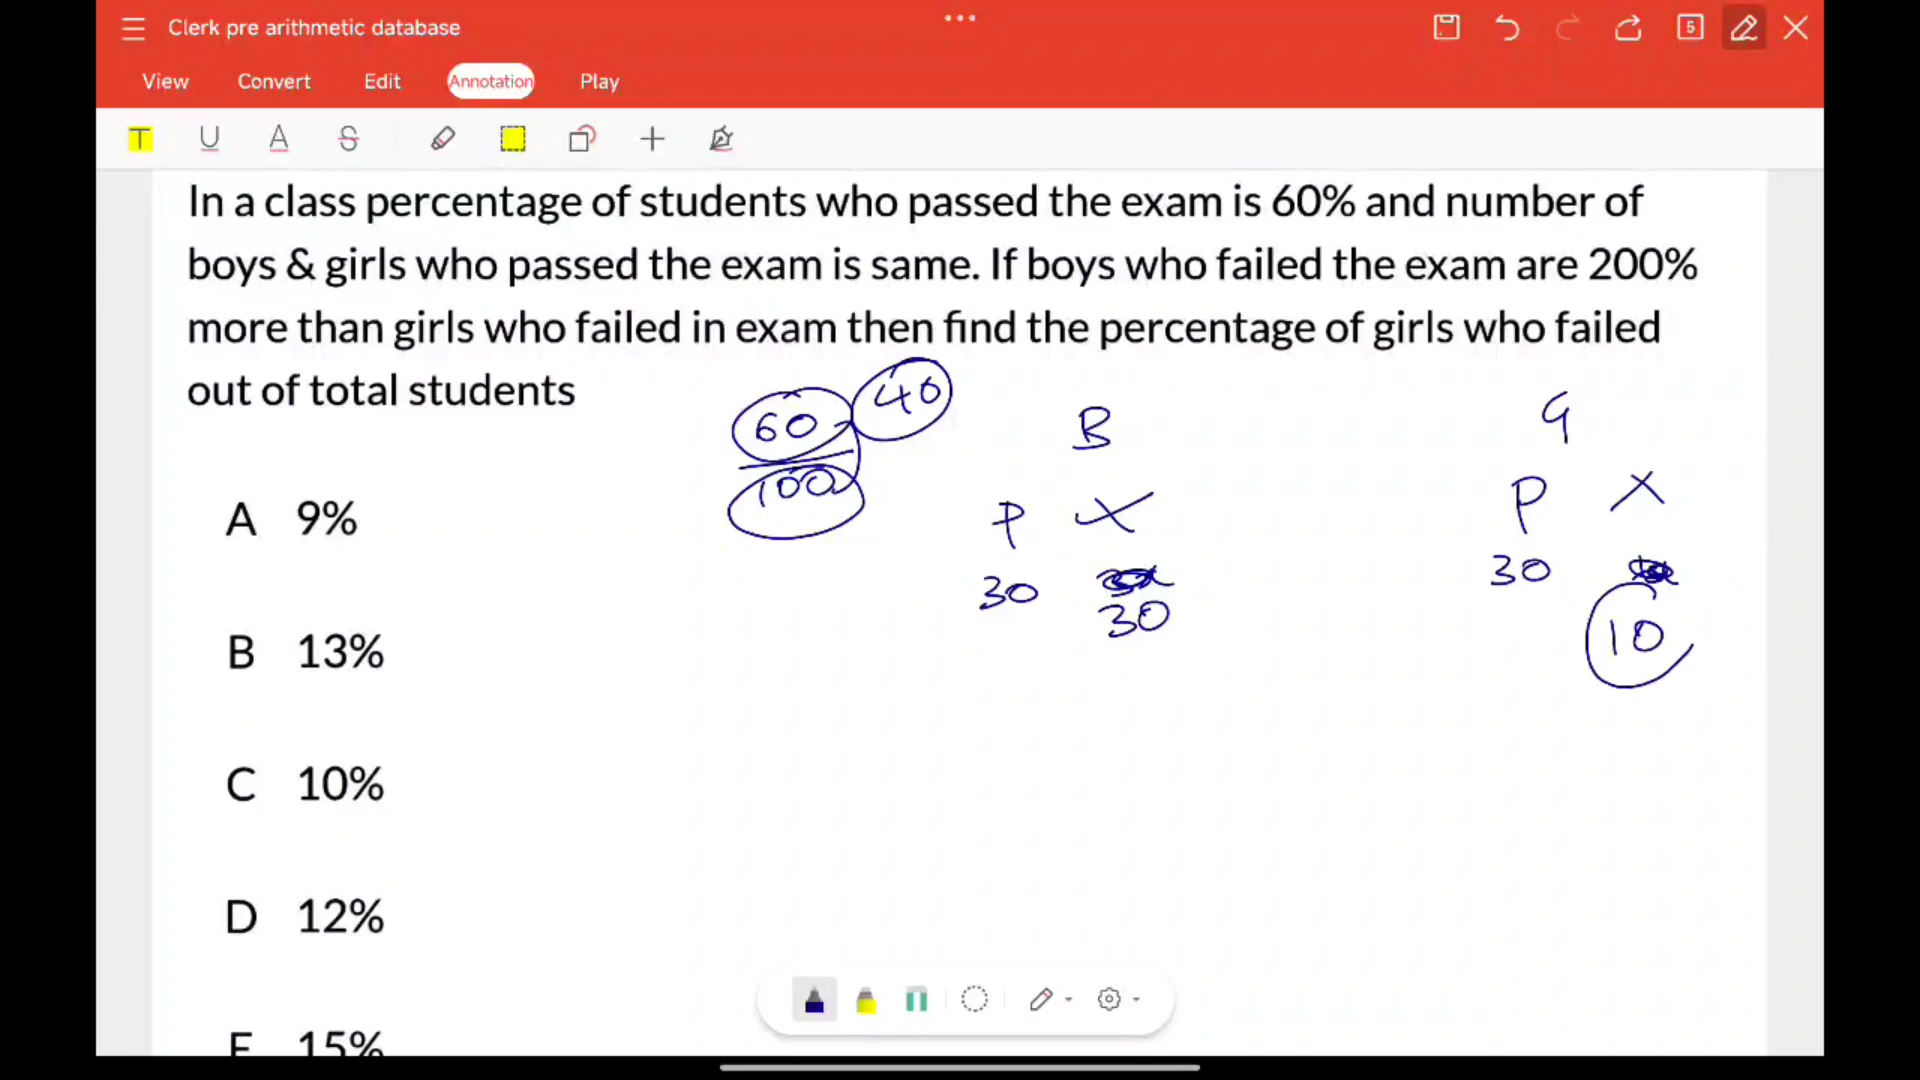 Clerk pre arithmetic database
5
View Convert Edit Annotation Play
T U A S
In a class percentage of students who passed the exam is 60% and number of
boys & girls who passed the exam is same. If boys who failed the exam are 200%
more than girls who failed in exam then find the percentage of girls who failed
out of total students
60 40
100
B G
P X P X
30 30
30 10
A 9%
B 13%
C 10%
D 12%
E 15%